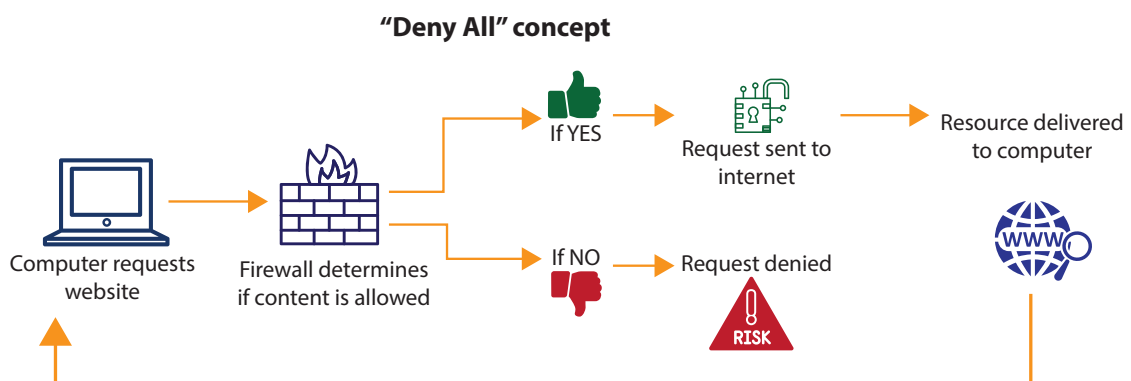 “Deny All” concept
If YES
Request sent to
internet
Resource delivered
to computer
WWW
Computer requests
website
Firewall determines
if content is allowed
If NO
Request denied
RISK